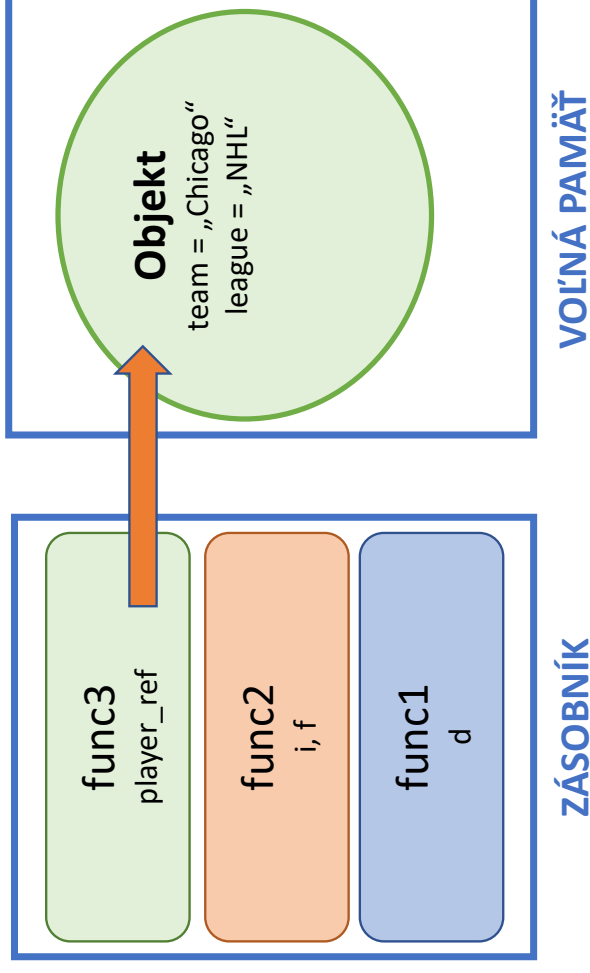 func3
player_ref
func2
i, f
func1
d
ZÁSOBNÍK
Objekt
team = „Chicago“
league = „NHL“
VOĽNÁ PAMÄŤ